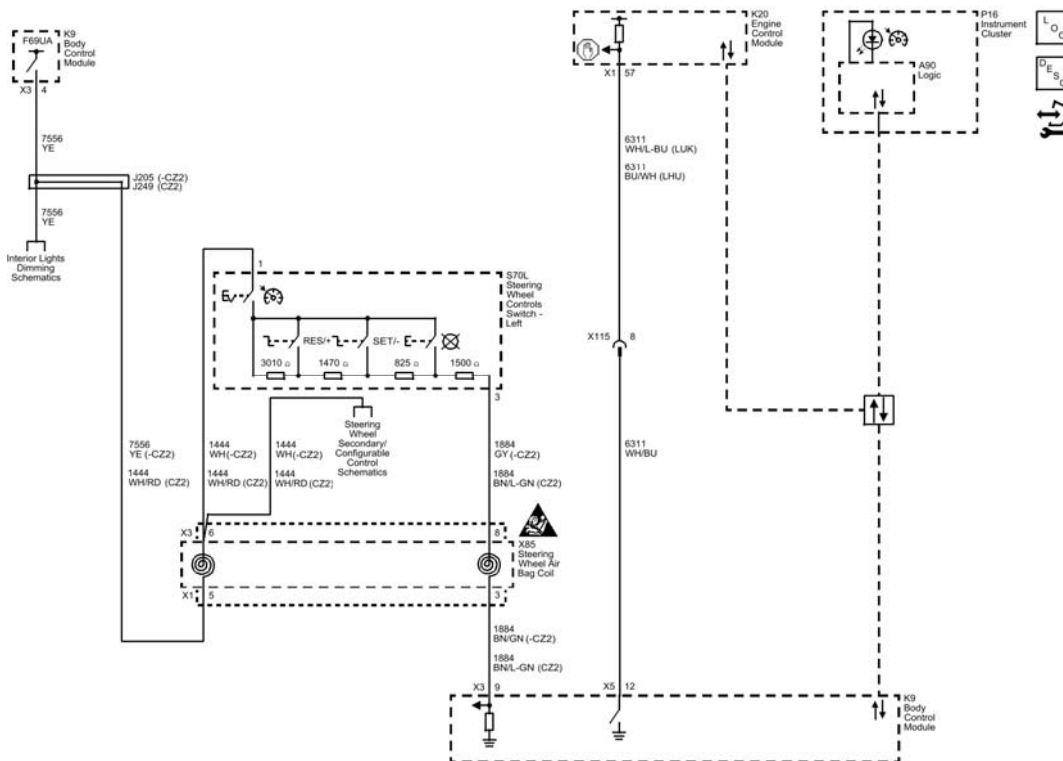 F69UA
K9
Body
Control
Module
X3 4
7556
YE
J205 (-CZ2)
J249 (CZ2)
7556
YE
Interior Lights
Dimming
Schematics
K20
Engine
Control
Module
X1 57
P16
Instrument
Cluster
A90
Logic
LOC
DESC
6311
WH/L-BU (LUK)
6311
BU/WH (LHU)
1
S70L
Steering
Wheel
Controls
Switch -
Left
RES/+
SET/-
3010 Ω
1470 Ω
825 Ω
1500 Ω
3
X115 8
Steering
Wheel
Secondary/
Configurable
Control
Schematics
7556
YE (-CZ2)
1444
WH/RD (CZ2)
1444
WH(-CZ2)
1444
WH/RD (CZ2)
1444
WH(-CZ2)
1444
WH/RD(CZ2)
1884
GY (-CZ2)
1884
BN/L-GN (CZ2)
6311
WH/BU
X3 6
8
X85
Steering
Wheel Air
Bag Coil
X1 5
3
1884
BN/GN (-CZ2)
1884
BN/L-GN (CZ2)
X3 9
X5 12
K9
Body
Control
Module